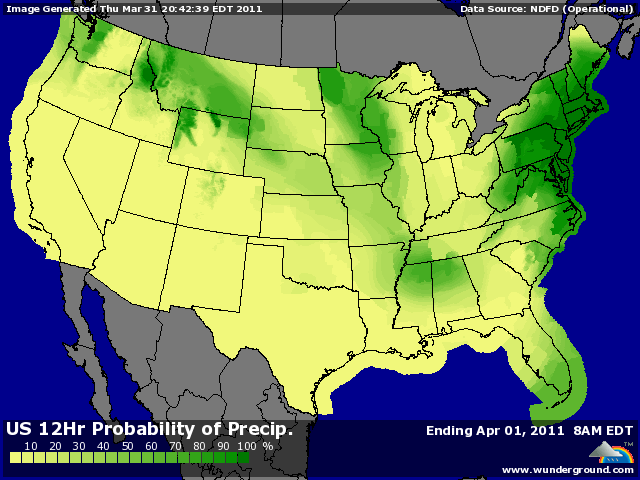 Image Generated Thu Mar 31 20:42:39 EDT 2011 Data Source: NDFD (Operational)
US 12Hr Probability of Precip. Ending Apr 01, 2011 8AM EDT
10 20 30 40 50 60 70 80 90 100 %
TM
www.wunderground.com